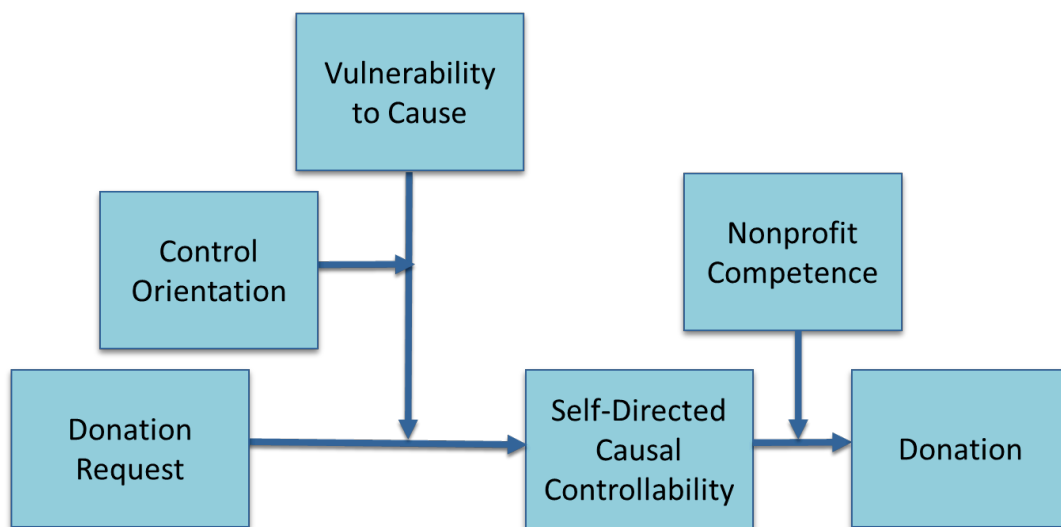 Vulnerability
to Cause
Control
Orientation
Nonprofit
Competence
Donation
Request
Self-Directed
Causal
Controllability
Donation